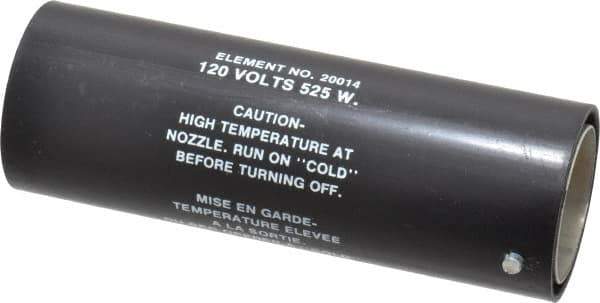 ELEMENT NO. 20014
120 VOLTS 525 W.
CAUTION-
HIGH TEMPERATURE AT
NOZZLE. RUN ON "COLD"
BEFORE TURNING OFF.
MISE EN GARDE-
TEMPERATURE ELEVEE
A LA SORTIE.